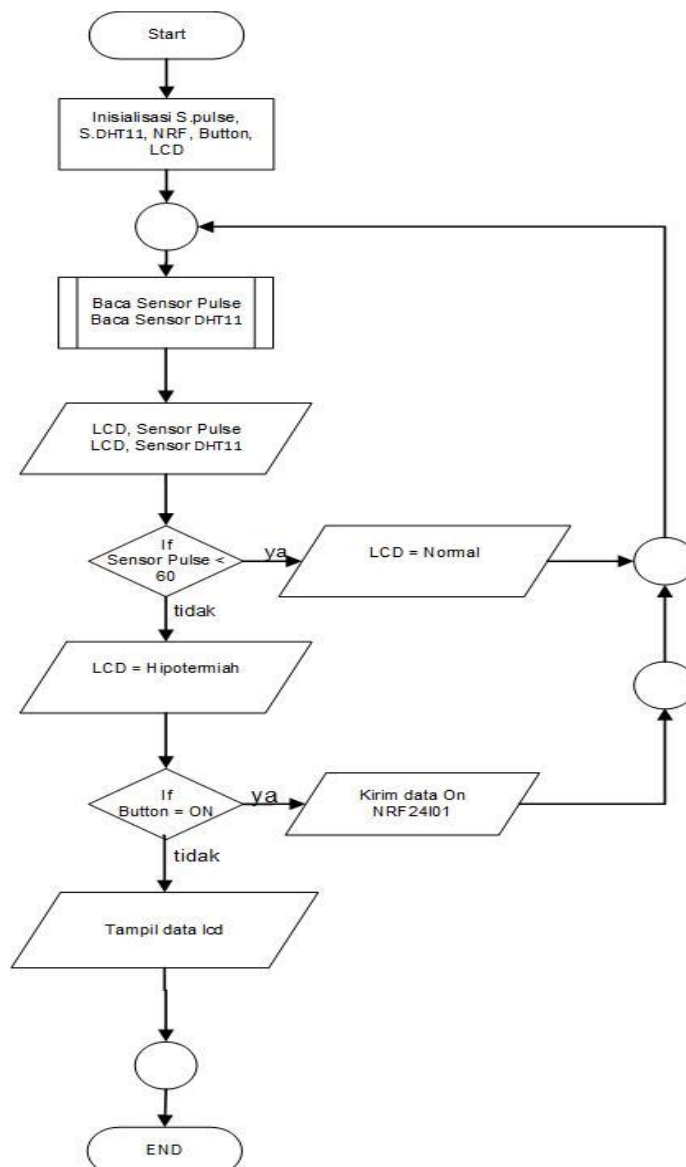 Start
Inisialisasi S.pulse,
S.DHT11, NRF, Button,
LCD
Baca Sensor Pulse
Baca Sensor DHT11
LCD, Sensor Pulse
LCD, Sensor DHT11
If
Sensor Pulse <
60
ya
LCD = Normal
tidak
LCD = Hipotermiah
If
Button = ON
ya
Kirim data On
NRF24l01
tidak
Tampil data lcd
END